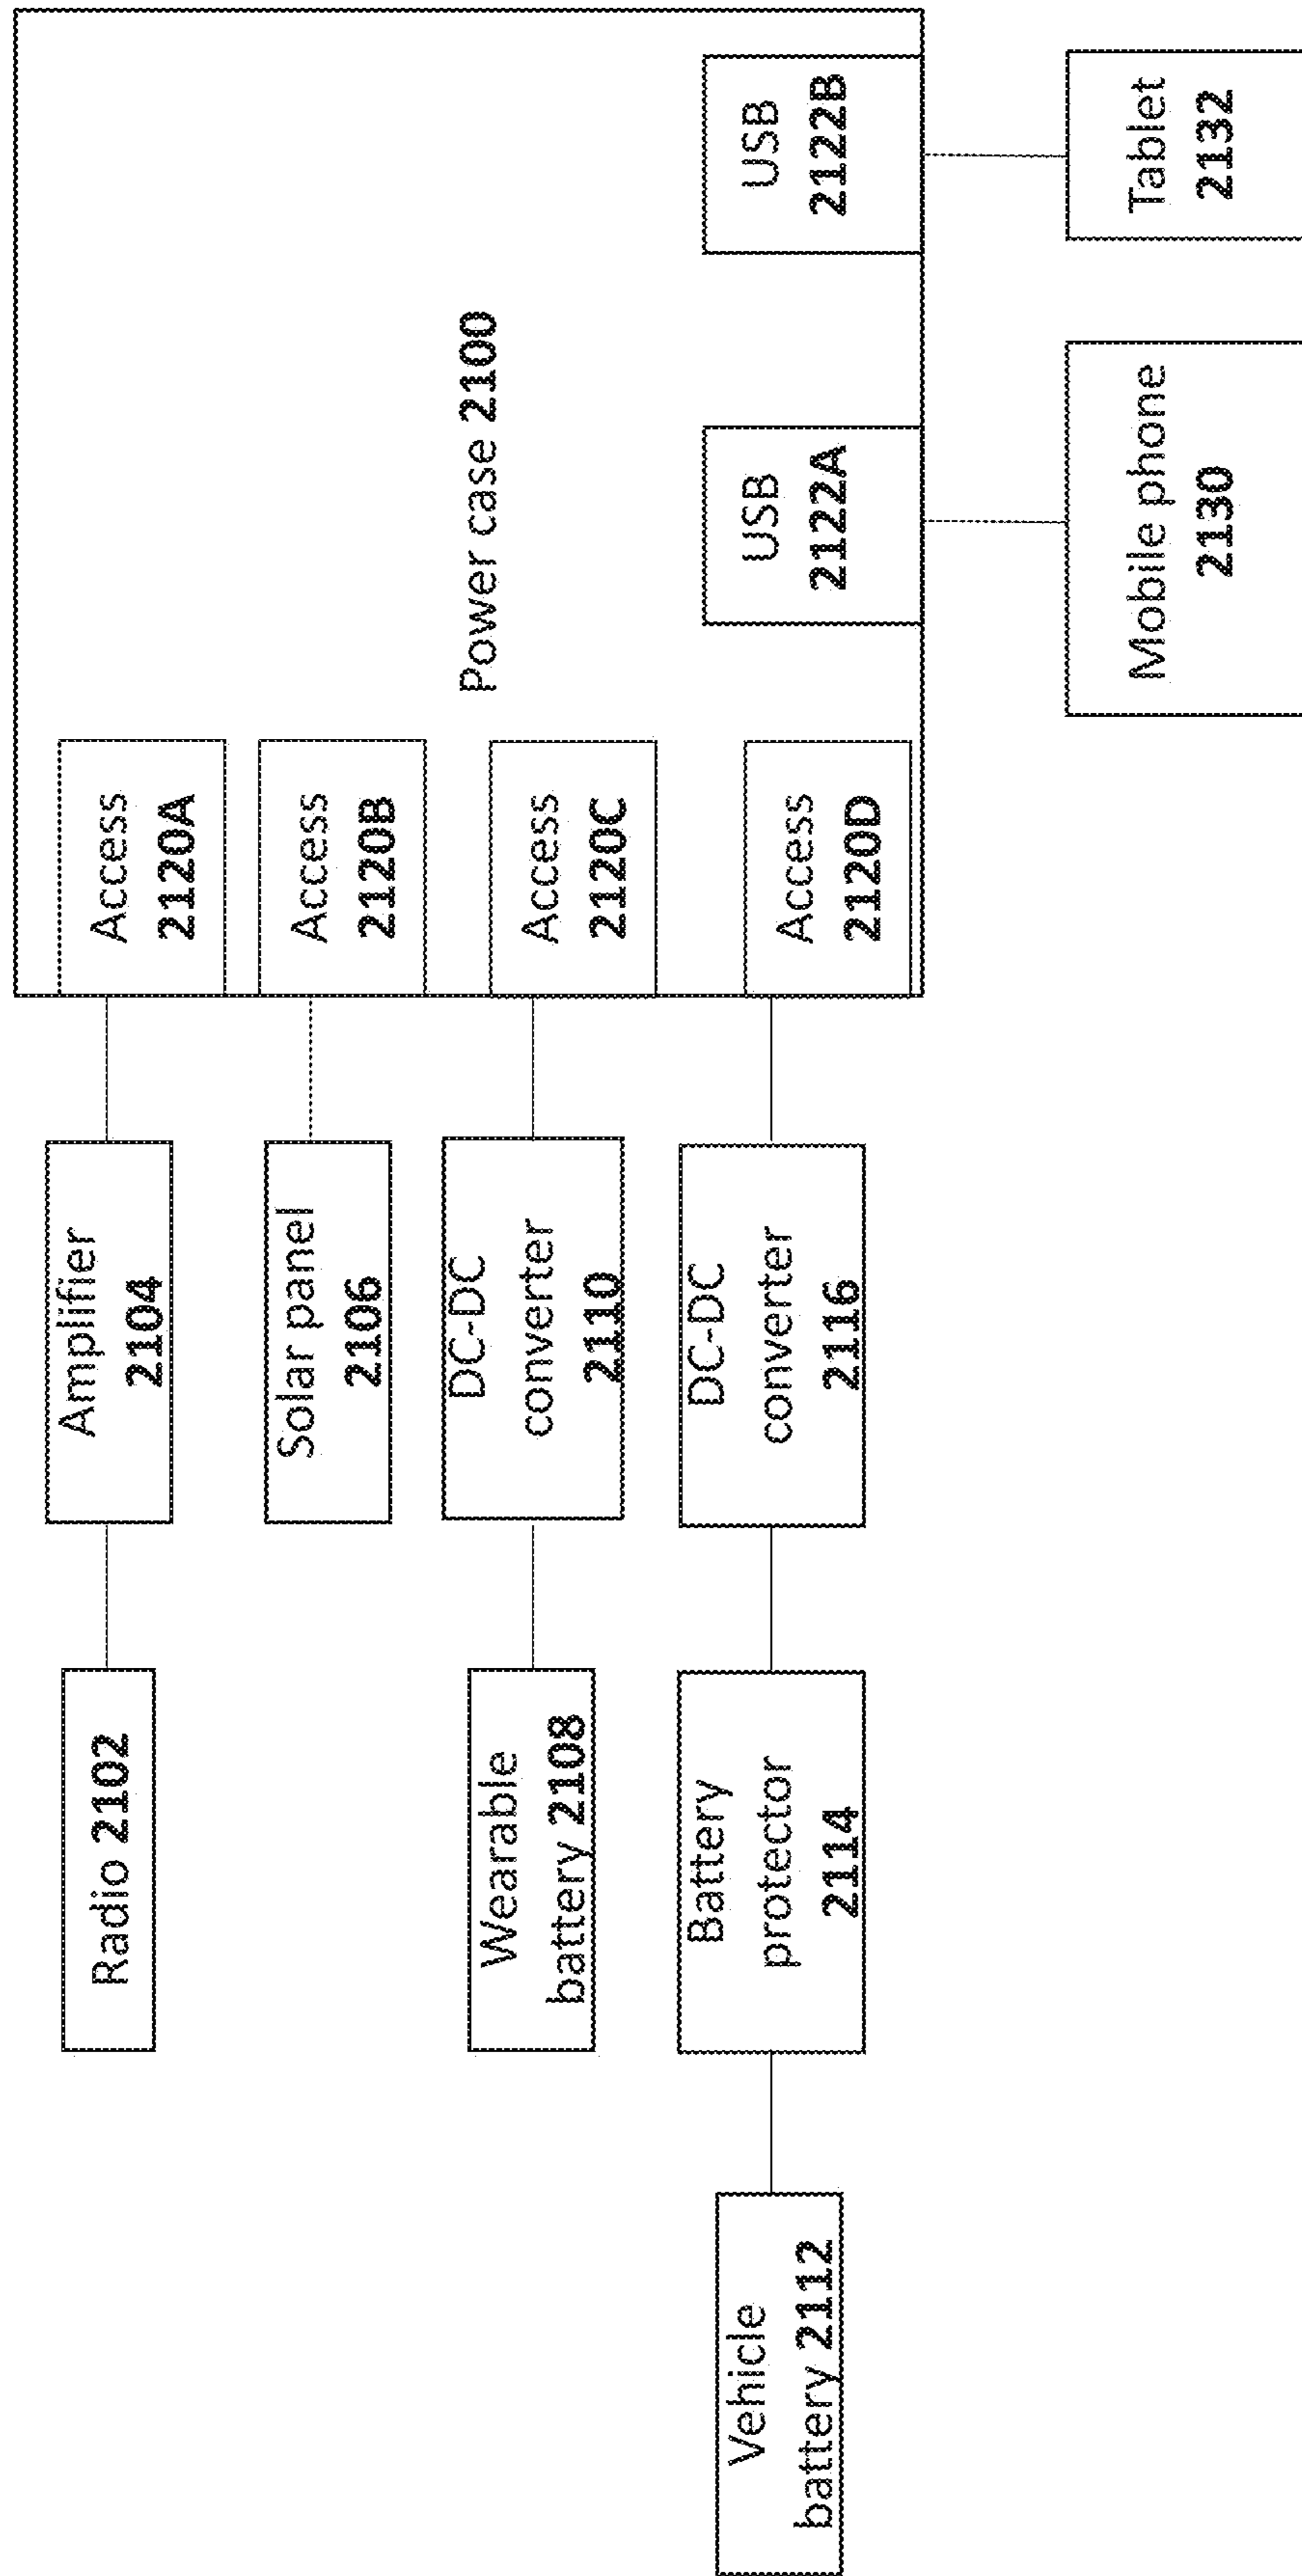 Radio 2102
Amplifier
2104
Access
2120A
Solar panel
2106
Access
2120B
Wearable
battery 2108
DC-DC
converter
2110
Access
2120C
Power case 2100
Vehicle
battery 2112
Battery
protector
2114
DC-DC
converter
2116
Access
2120D
USB
2122A
USB
2122B
Mobile phone
2130
Tablet
2132